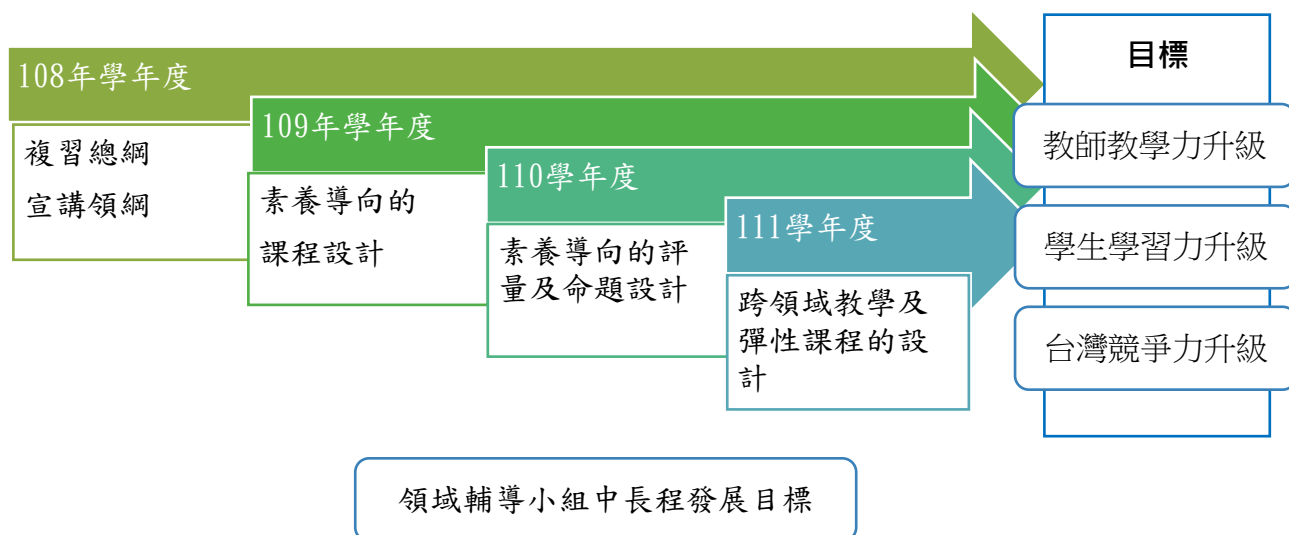 108年學年度
複習總綱
宣講領綱
109年學年度
素養導向的
課程設計
110學年度
素養導向的評
量及命題設計
111學年度
跨領域教學及
彈性課程的設
計
目標
教師教學力升級
學生學習力升級
台灣競爭力升級
領域輔導小組中長程發展目標